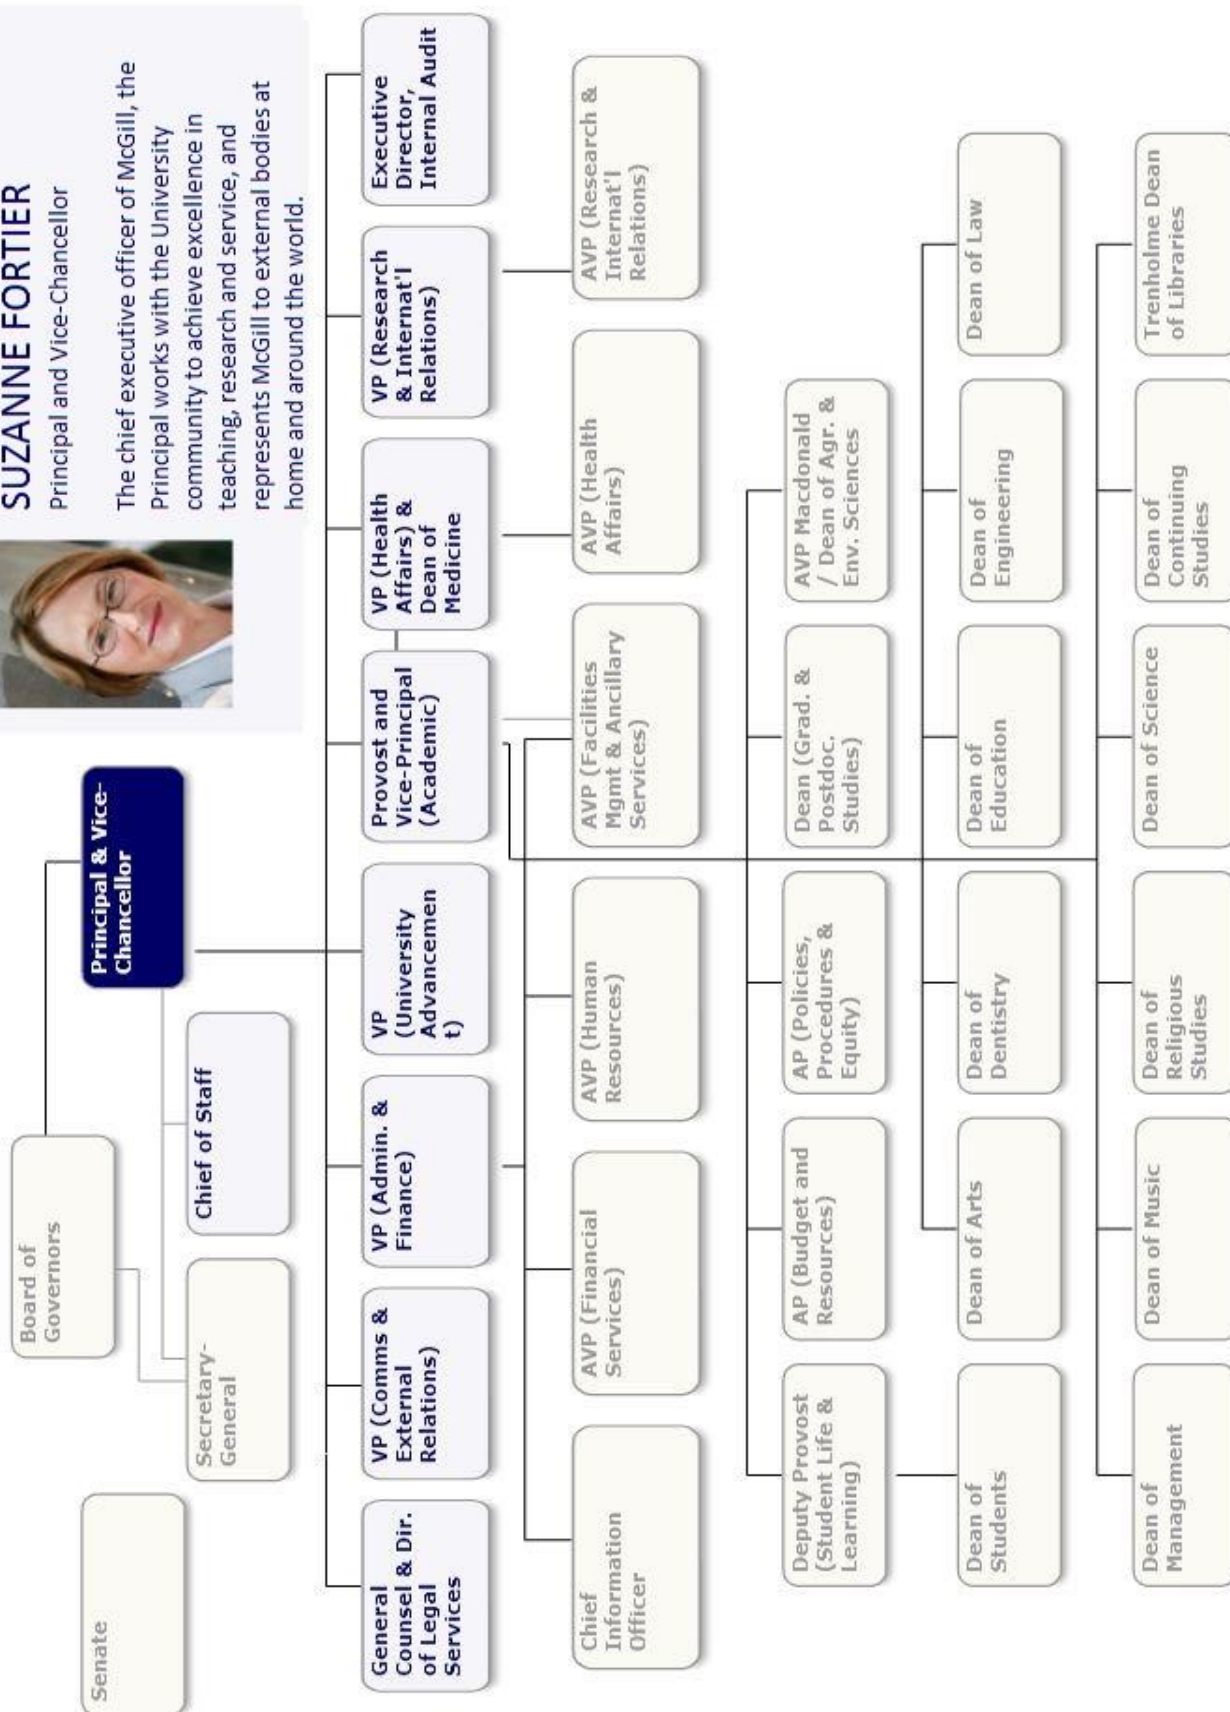 SUZANNE FORTIER
Principal and Vice-Chancellor
The chief executive officer of McGill, the
Principal works with the University
community to achieve excellence in
teaching, research and service, and
represents McGill to external bodies at
home and around the world.
Board of
Governors
Senate
Principal & Vice-
Chancellor
Secretary-
General
Chief of Staff
General
Counsel & Dir.
of Legal
Services
VP (Comms &
External
Relations)
VP (Admin. &
Finance)
VP
(University
Advancemen
t)
Provost and
Vice-Principal
(Academic)
VP (Health
Affairs) &
Dean of
Medicine
VP (Research
& Internat'l
Relations)
Executive
Director,
Internal Audit
Chief
Information
Officer
AVP (Financial
Services)
AVP (Human
Resources)
AVP (Facilities
Mgmt & Ancillary
Services)
AVP (Health
Affairs)
AVP (Research &
Internat'l
Relations)
Deputy Provost
(Student Life &
Learning)
AP (Budget and
Resources)
AP (Policies,
Procedures &
Equity)
Dean (Grad. &
Postdoc.
Studies)
AVP Macdonald
/ Dean of Agr. &
Env. Sciences
Dean of
Students
Dean of Arts
Dean of
Dentistry
Dean of
Education
Dean of
Engineering
Dean of Law
Dean of
Management
Dean of Music
Dean of
Religious
Studies
Dean of Science
Dean of
Continuing
Studies
Trenholme Dean
of Libraries